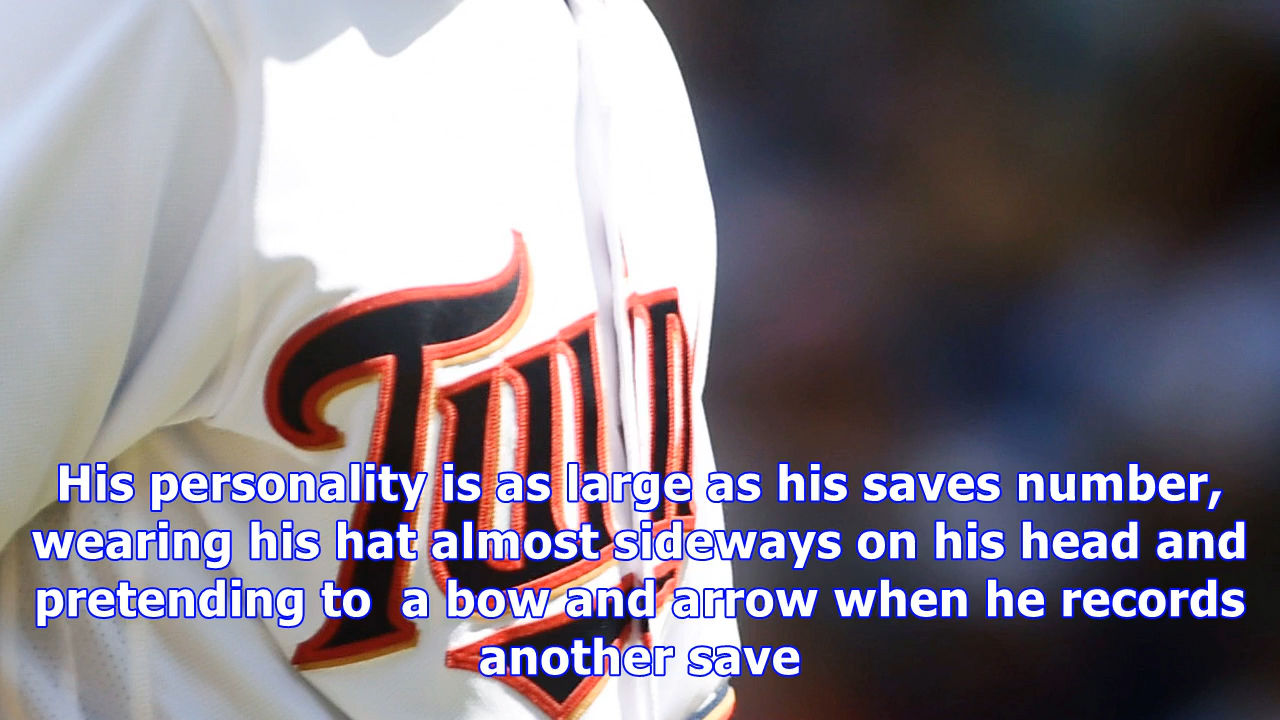 Twi
His personality is as large as his saves number,
wearing his hat almost sideways on his head and
pretending to  a bow and arrow when he records
another save